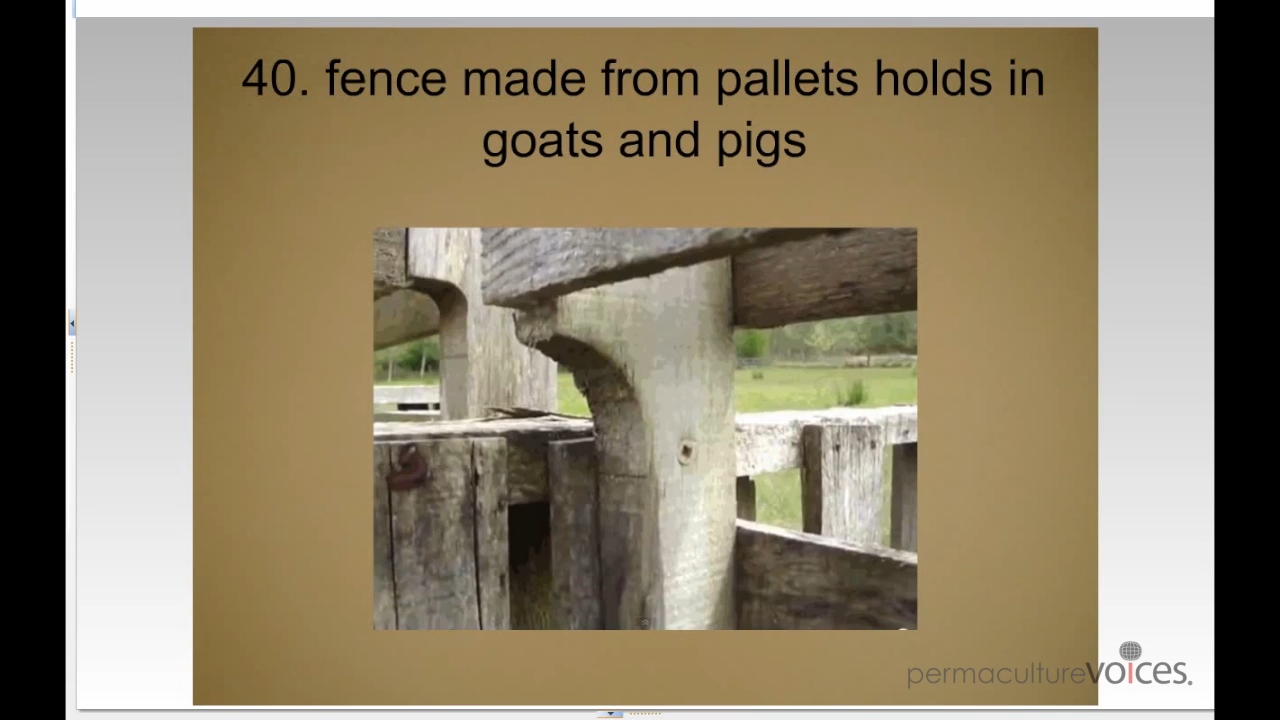 40. fence made from pallets holds in
goats and pigs
permaculturevoices.